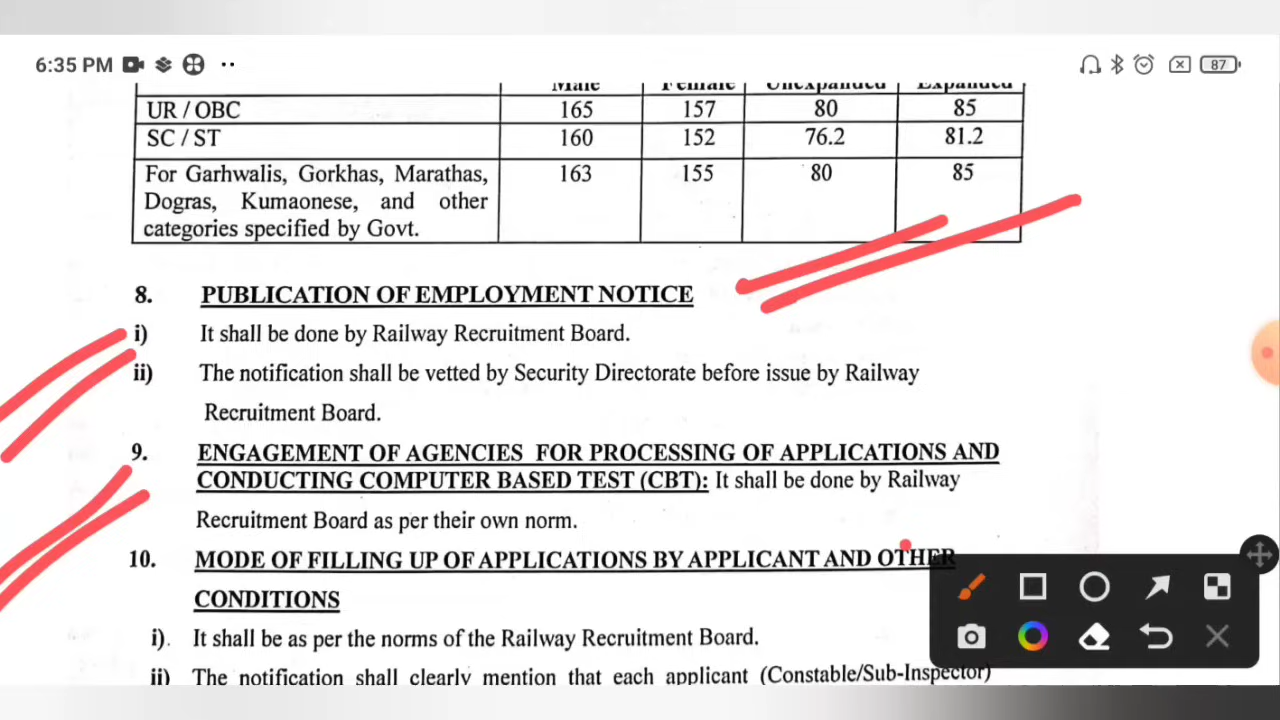 6:35 PM
87
Male Female Unexpanded Expanded
UR / OBC 165 157 80 85
SC / ST 160 152 76.2 81.2
For Garhwalis, Gorkhas, Marathas, 163 155 80 85
Dogras, Kumaonese, and other
categories specified by Govt.
8. PUBLICATION OF EMPLOYMENT NOTICE
i) It shall be done by Railway Recruitment Board.
ii) The notification shall be vetted by Security Directorate before issue by Railway
Recruitment Board.
9. ENGAGEMENT OF AGENCIES FOR PROCESSING OF APPLICATIONS AND
CONDUCTING COMPUTER BASED TEST (CBT): It shall be done by Railway
Recruitment Board as per their own norm.
10. MODE OF FILLING UP OF APPLICATIONS BY APPLICANT AND OTHER
CONDITIONS
i). It shall be as per the norms of the Railway Recruitment Board.
ii) The notification shall clearly mention that each applicant (Constable/Sub-Inspector)